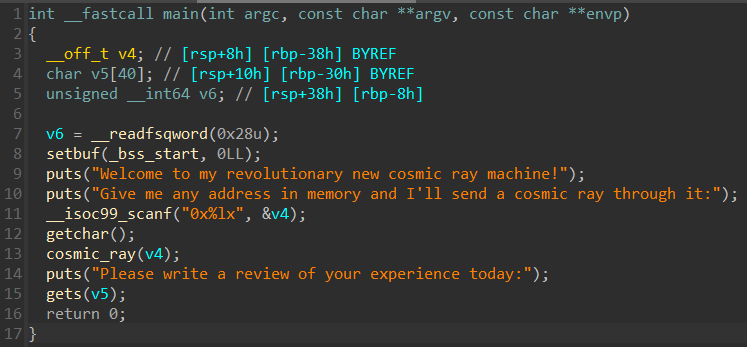 1 int __fastcall main(int argc, const char **argv, const char **envp)
2 {
3   __off_t v4; // [rsp+8h] [rbp-38h] BYREF
4   char v5[40]; // [rsp+10h] [rbp-30h] BYREF
5   unsigned __int64 v6; // [rsp+38h] [rbp-8h]
6
7   v6 = __readfsqword(0x28u);
8   setbuf(_bss_start, 0LL);
9   puts("Welcome to my revolutionary new cosmic ray machine!");
10   puts("Give me any address in memory and I'll send a cosmic ray through it:");
11   __isoc99_scanf("0x%lx", &v4);
12   getchar();
13   cosmic_ray(v4);
14   puts("Please write a review of your experience today:");
15   gets(v5);
16   return 0;
17 }